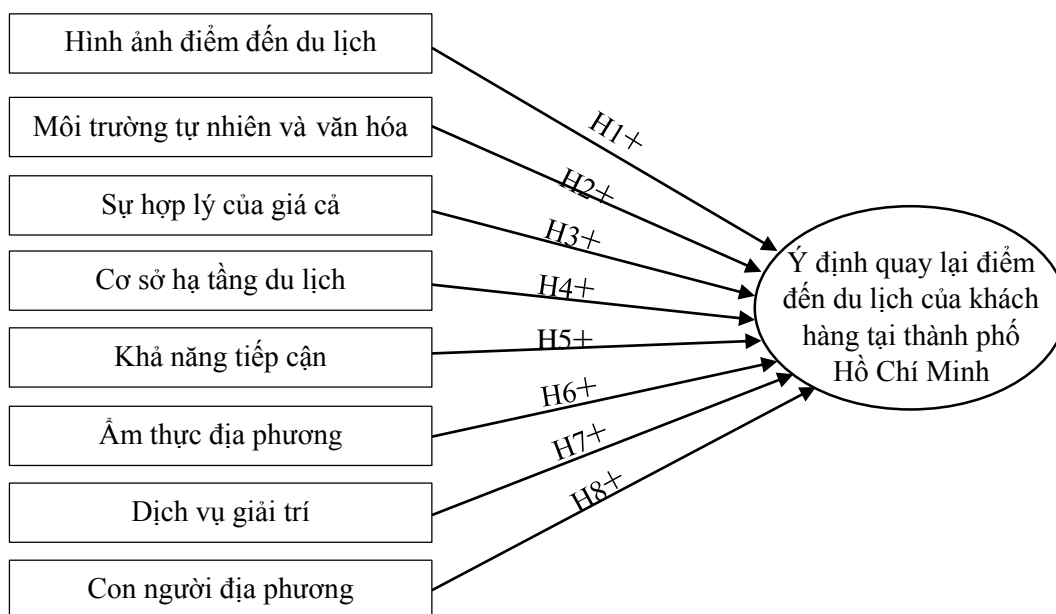 Hình ảnh điểm đến du lịch
Môi trường tự nhiên và văn hóa
Sự hợp lý của giá cả
Cơ sở hạ tầng du lịch
Khả năng tiếp cận
Ẩm thực địa phương
Dịch vụ giải trí
Con người địa phương
H1+
H2+
H3+
H4+
H5+
H6+
H7+
H8+
Ý định quay lại điểm
đến du lịch của khách
hàng tại thành phố
Hồ Chí Minh